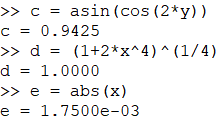 >> c = asin(cos(2*y))
c = 0.9425
>> d = (1+2*x^4)^(1/4)
d = 1.0000
>> e = abs(x)
e = 1.7500e-03